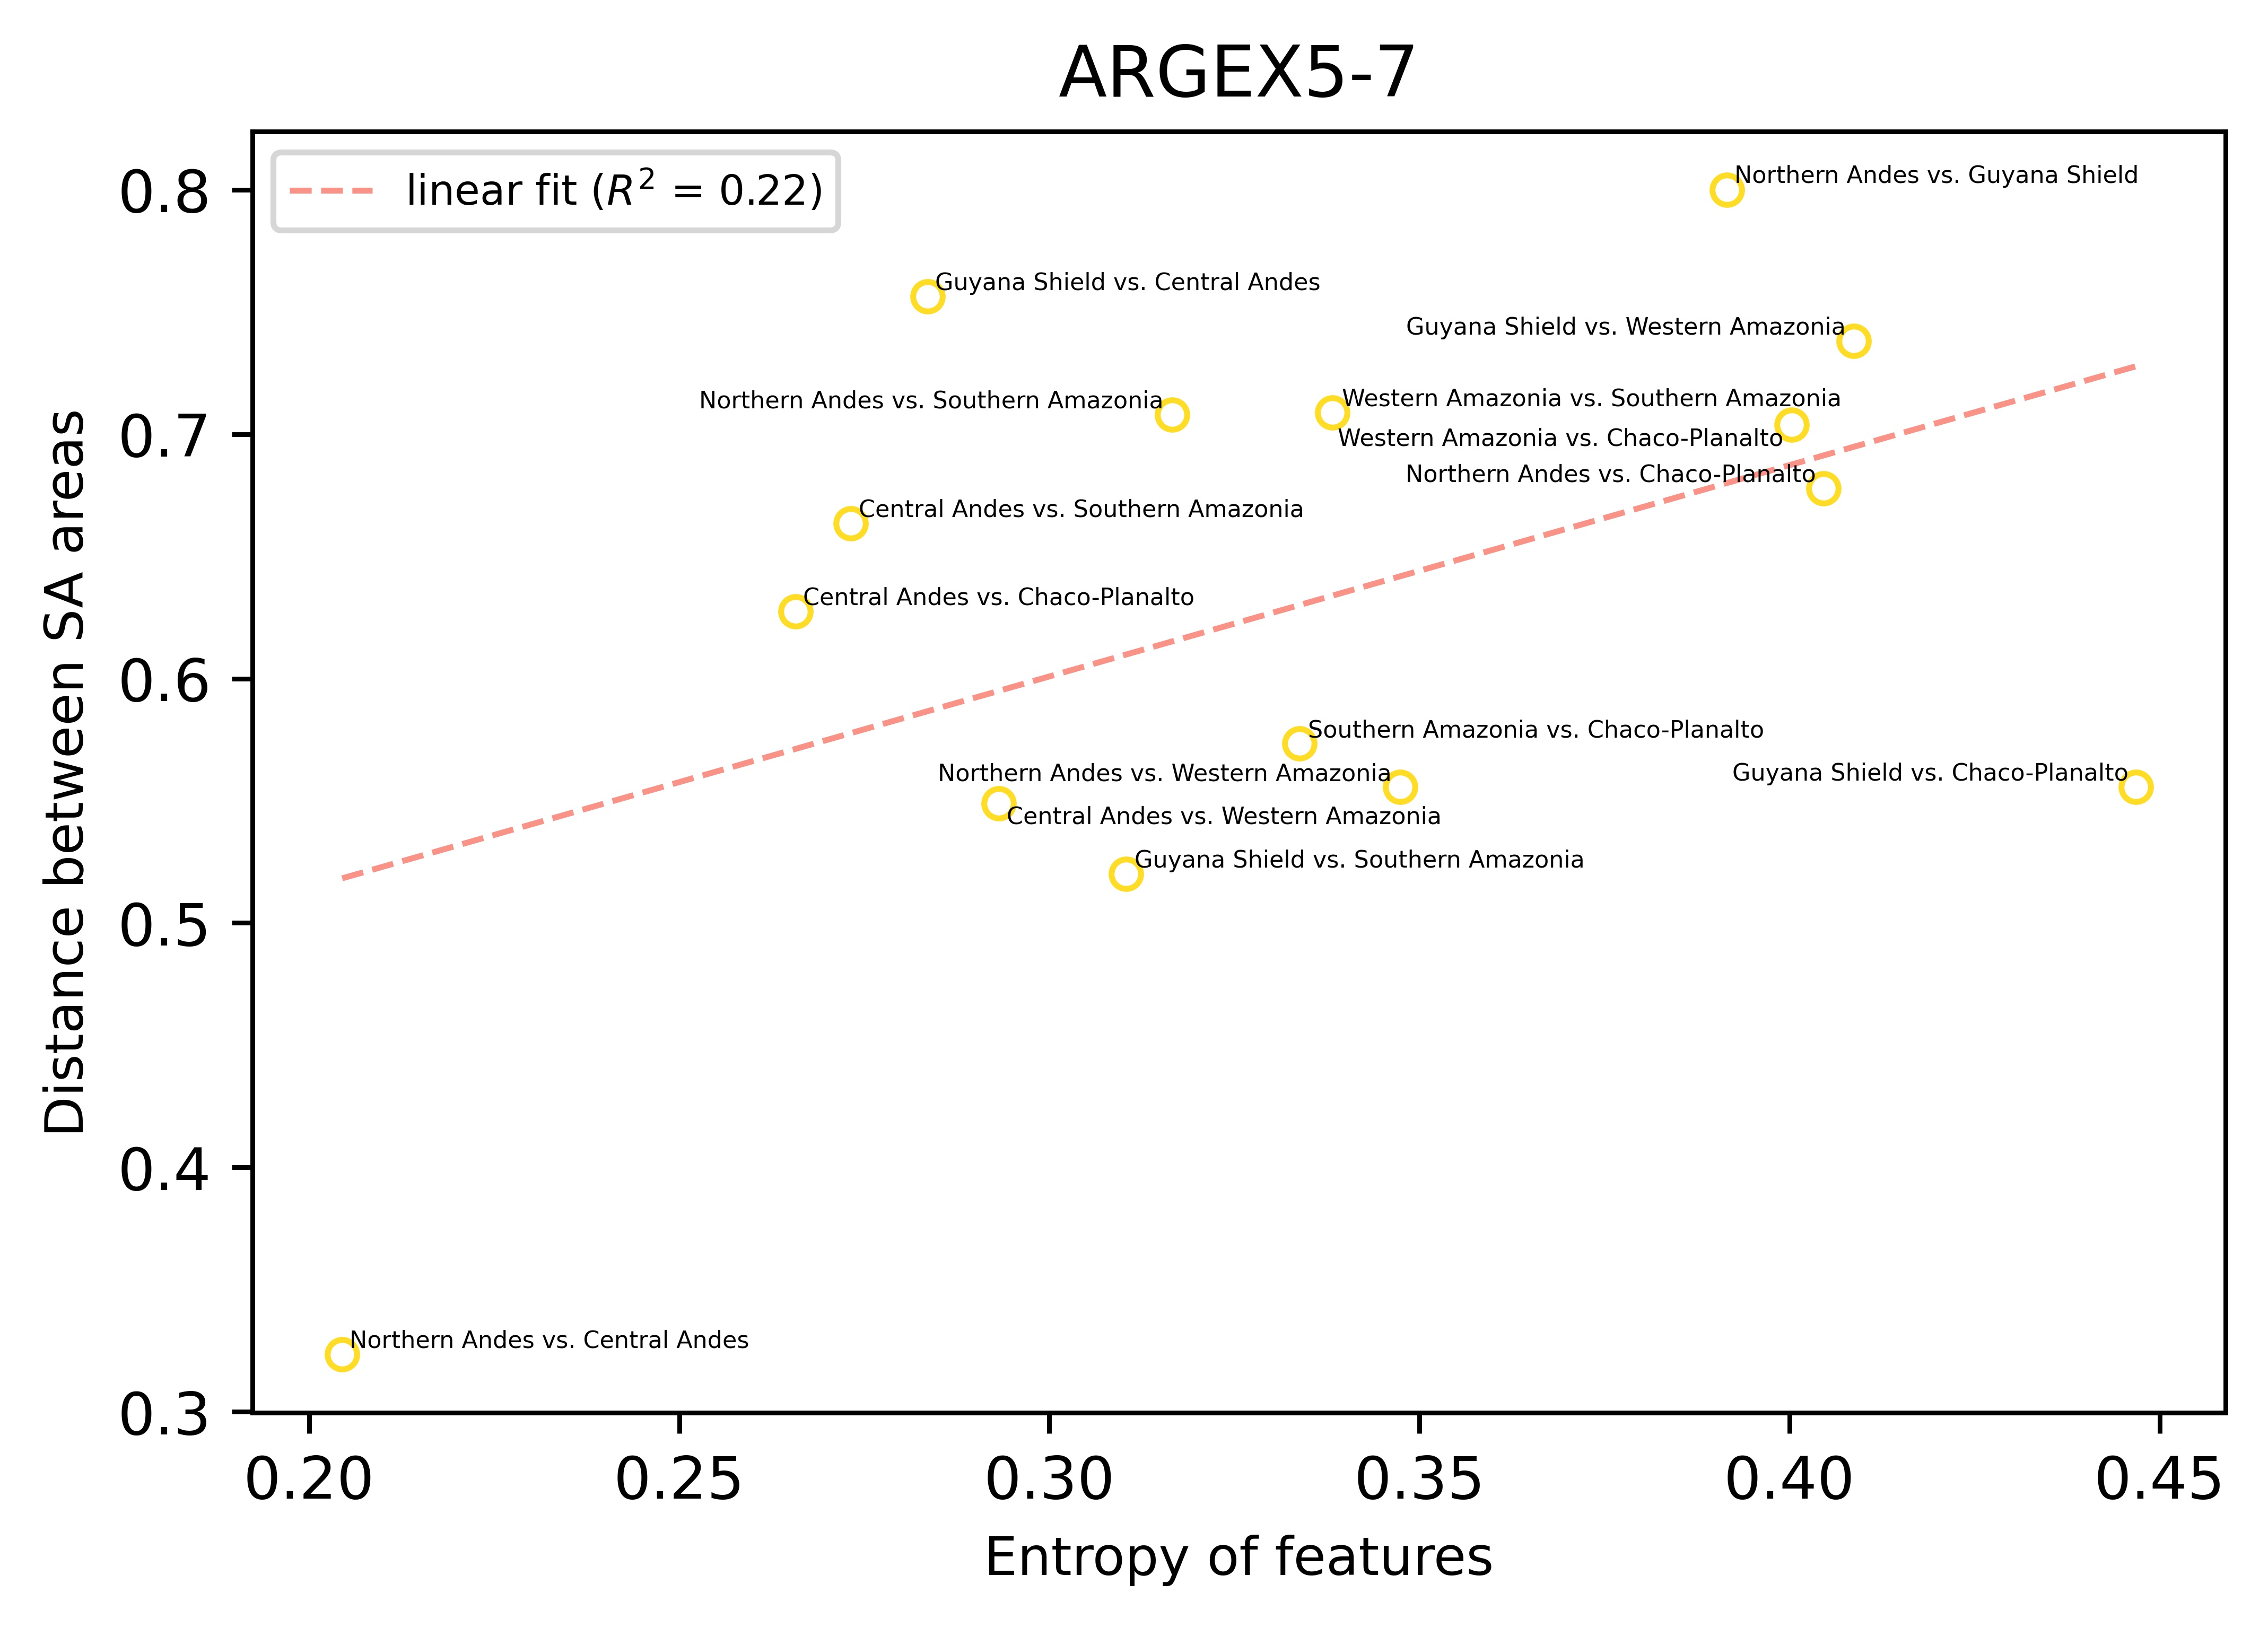 ARGEX5-7
linear fit (R² = 0.22)
Northern Andes vs. Guyana Shield
Guyana Shield vs. Central Andes
Guyana Shield vs. Western Amazonia
Northern Andes vs. Southern Amazonia
Western Amazonia vs. Southern Amazonia
Western Amazonia vs. Chaco-Planalto
Northern Andes vs. Chaco-Planalto
Central Andes vs. Southern Amazonia
Central Andes vs. Chaco-Planalto
Southern Amazonia vs. Chaco-Planalto
Northern Andes vs. Western Amazonia
Guyana Shield vs. Chaco-Planalto
Central Andes vs. Western Amazonia
Guyana Shield vs. Southern Amazonia
Northern Andes vs. Central Andes
Distance between SA areas
0.8
0.7
0.6
0.5
0.4
0.3
0.20
0.25
0.30
0.35
0.40
0.45
Entropy of features